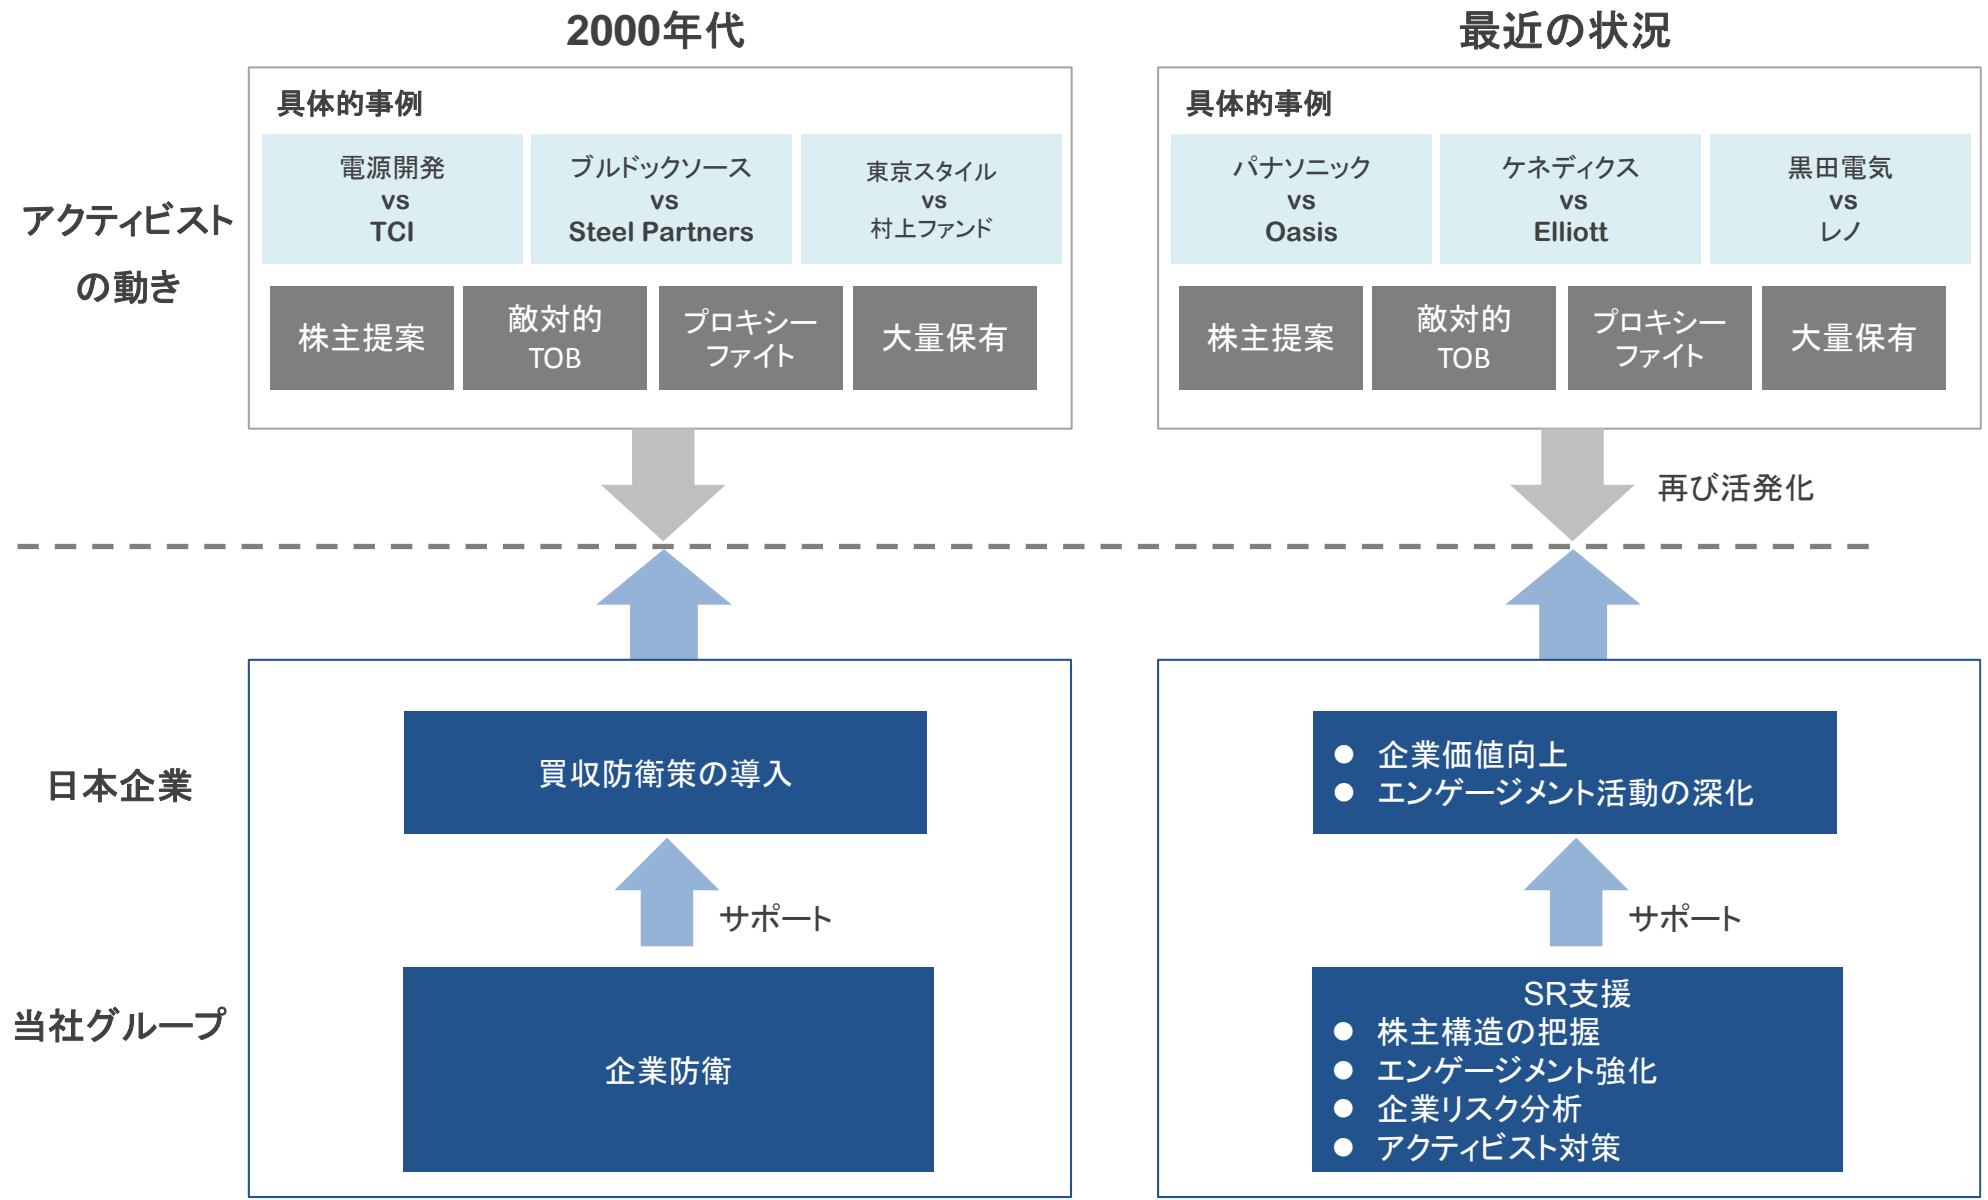 2000年代
最近の状況
アクティビスト
の動き
具体的事例
電源開発
vs
TCI
ブルドックソース
vs
Steel Partners
東京スタイル
vs
村上ファンド
株主提案
敵対的
TOB
プロキシー
ファイト
大量保有
具体的事例
パナソニック
vs
Oasis
ケネディクス
vs
Elliott
黒田電気
vs
レノ
株主提案
敵対的
TOB
プロキシー
ファイト
大量保有
再び活発化
日本企業
買収防衛策の導入
● 企業価値向上
● エンゲージメント活動の深化
サポート
サポート
当社グループ
企業防衛
SR支援
● 株主構造の把握
● エンゲージメント強化
● 企業リスク分析
● アクティビスト対策